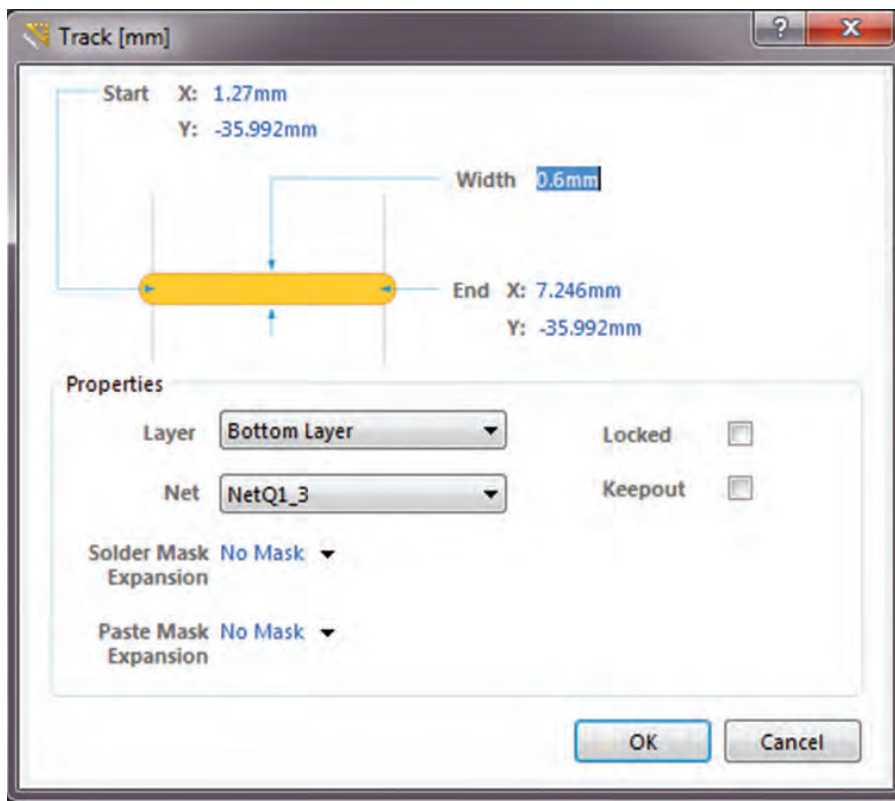 Track [mm]
?
X
Start X: 1.27mm
Y: -35.992mm
Width 0.6mm
End X: 7.246mm
Y: -35.992mm
Properties
Layer Bottom Layer Locked
Net NetQ1_3 Keepout
Solder Mask No Mask
Expansion
Paste Mask No Mask
Expansion
OK Cancel